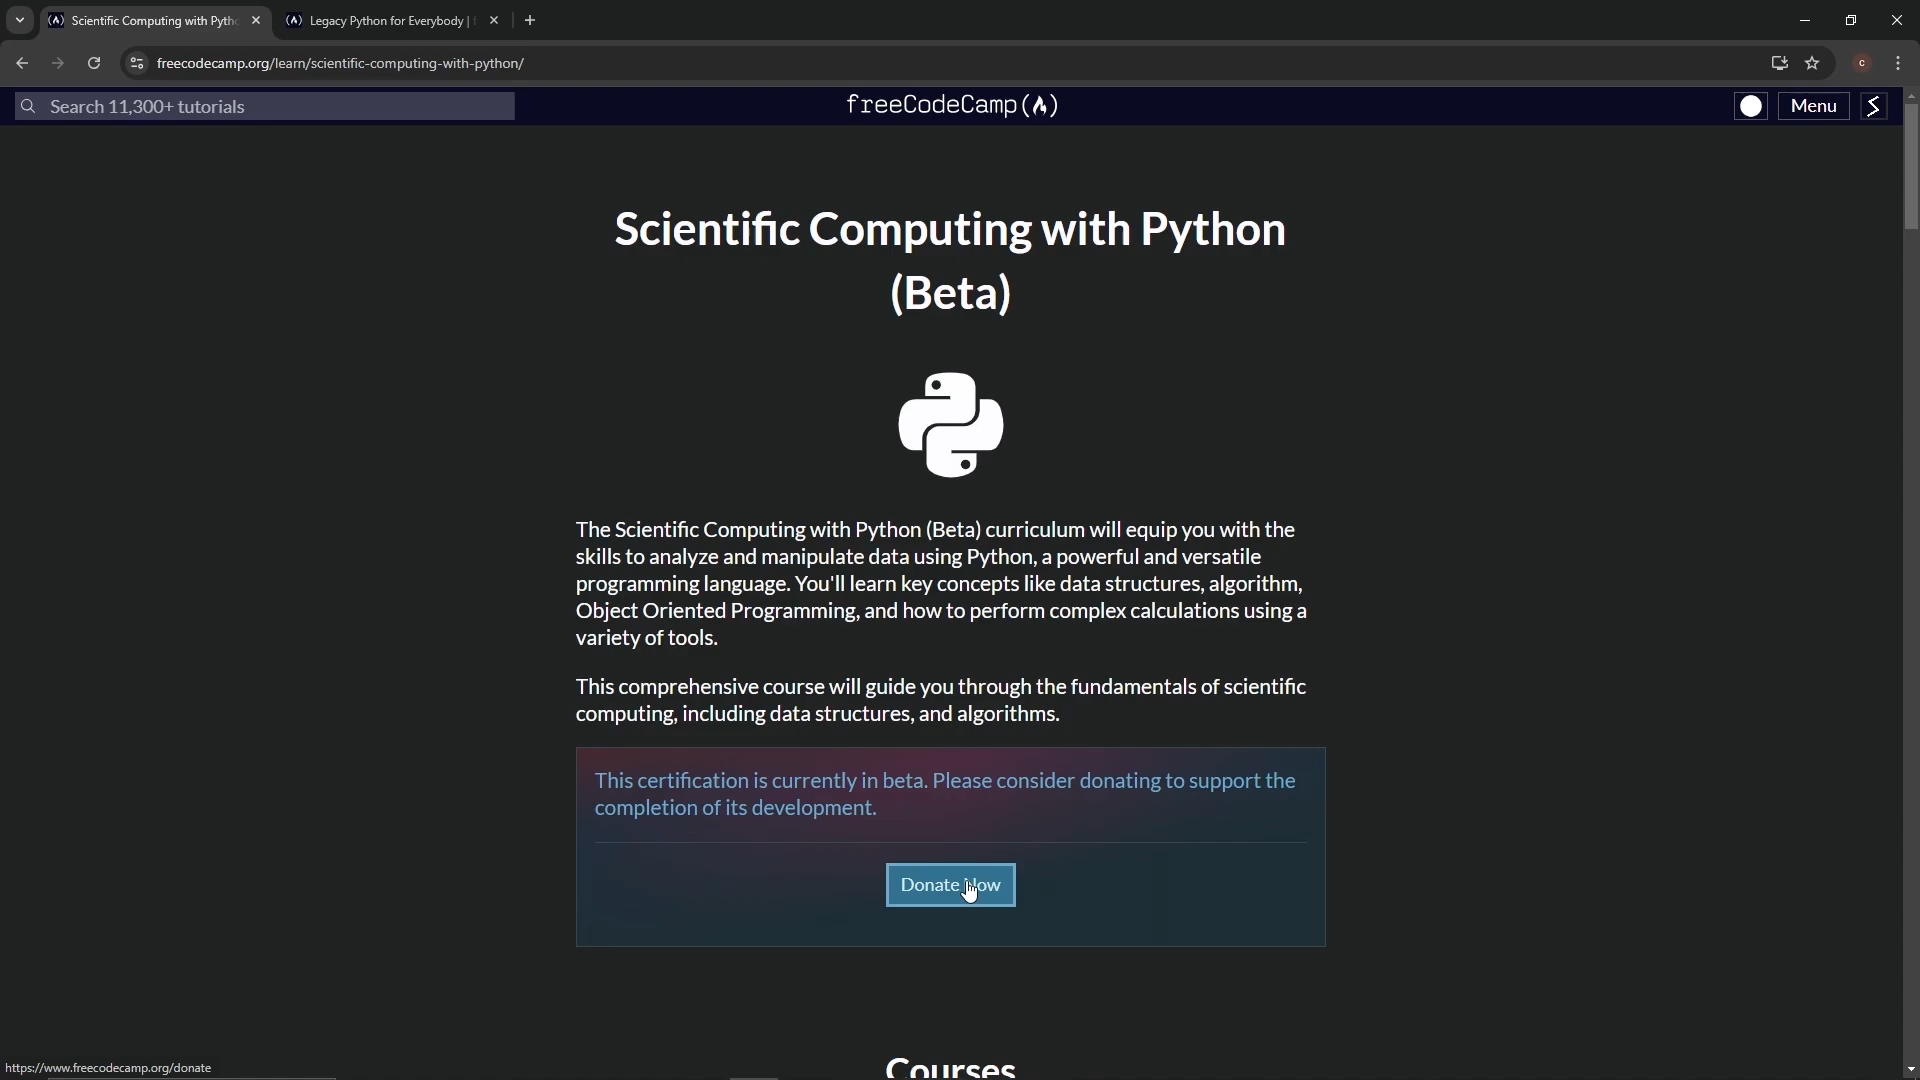 Scientific Computing with Pytho
Legacy Python for Everybody |
freecodecamp.org/learn/scientific-computing-with-python/
c
Search 11,300+ tutorials
freeCodeCamp(🔥)
Menu
Scientific Computing with Python
(Beta)
The Scientific Computing with Python (Beta) curriculum will equip you with the
skills to analyze and manipulate data using Python, a powerful and versatile
programming language. You'll learn key concepts like data structures, algorithm,
Object Oriented Programming, and how to perform complex calculations using a
variety of tools.
This comprehensive course will guide you through the fundamentals of scientific
computing, including data structures, and algorithms.
This certification is currently in beta. Please consider donating to support the
completion of its development.
Donate Now
Courses
https://www.freecodecamp.org/donate